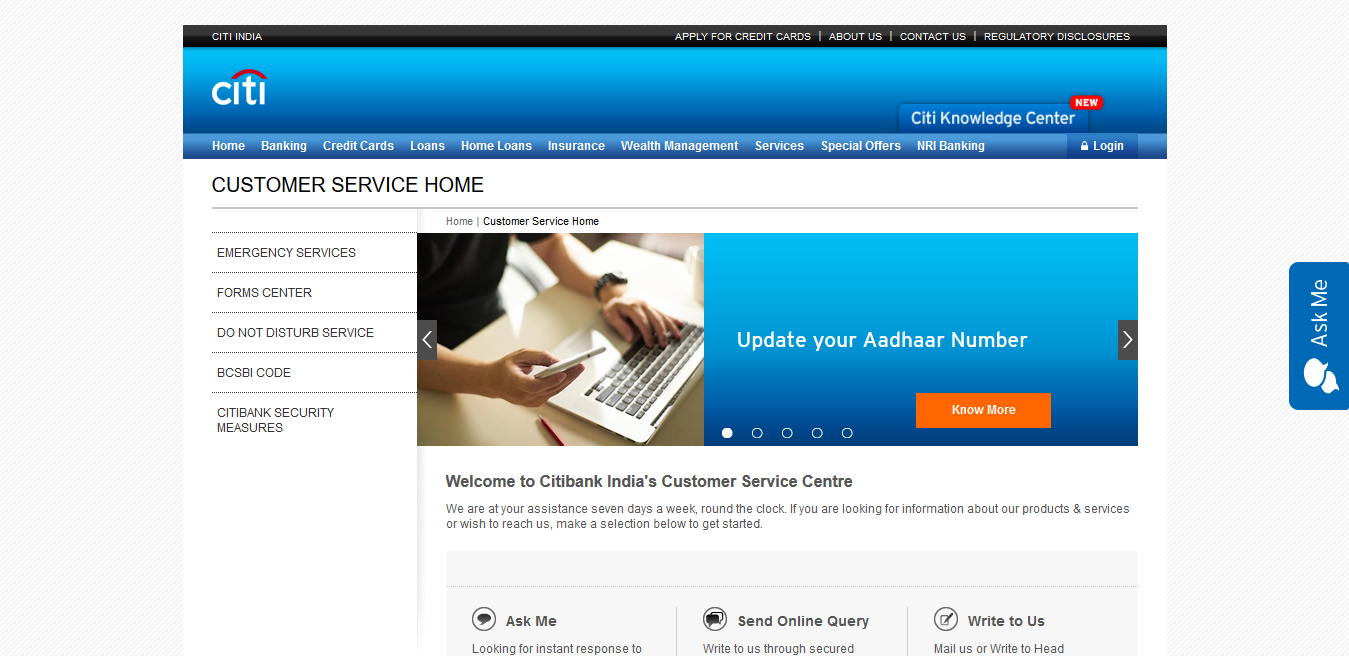 CITI INDIA
APPLY FOR CREDIT CARDS | ABOUT US | CONTACT US | REGULATORY DISCLOSURES
citi
NEW
Citi Knowledge Center
Home Banking Credit Cards Loans Home Loans Insurance Wealth Management Services Special Offers NRI Banking Login
CUSTOMER SERVICE HOME
Home | Customer Service Home
EMERGENCY SERVICES
FORMS CENTER
DO NOT DISTURB SERVICE
BCSBI CODE
CITIBANK SECURITY
MEASURES
Update your Aadhaar Number
Know More
Ask Me
Welcome to Citibank India's Customer Service Centre
We are at your assistance seven days a week, round the clock. If you are looking for information about our products & services
or wish to reach us, make a selection below to get started.
Ask Me
Looking for instant response to
Send Online Query
Write to us through secured
Write to Us
Mail us or Write to Head